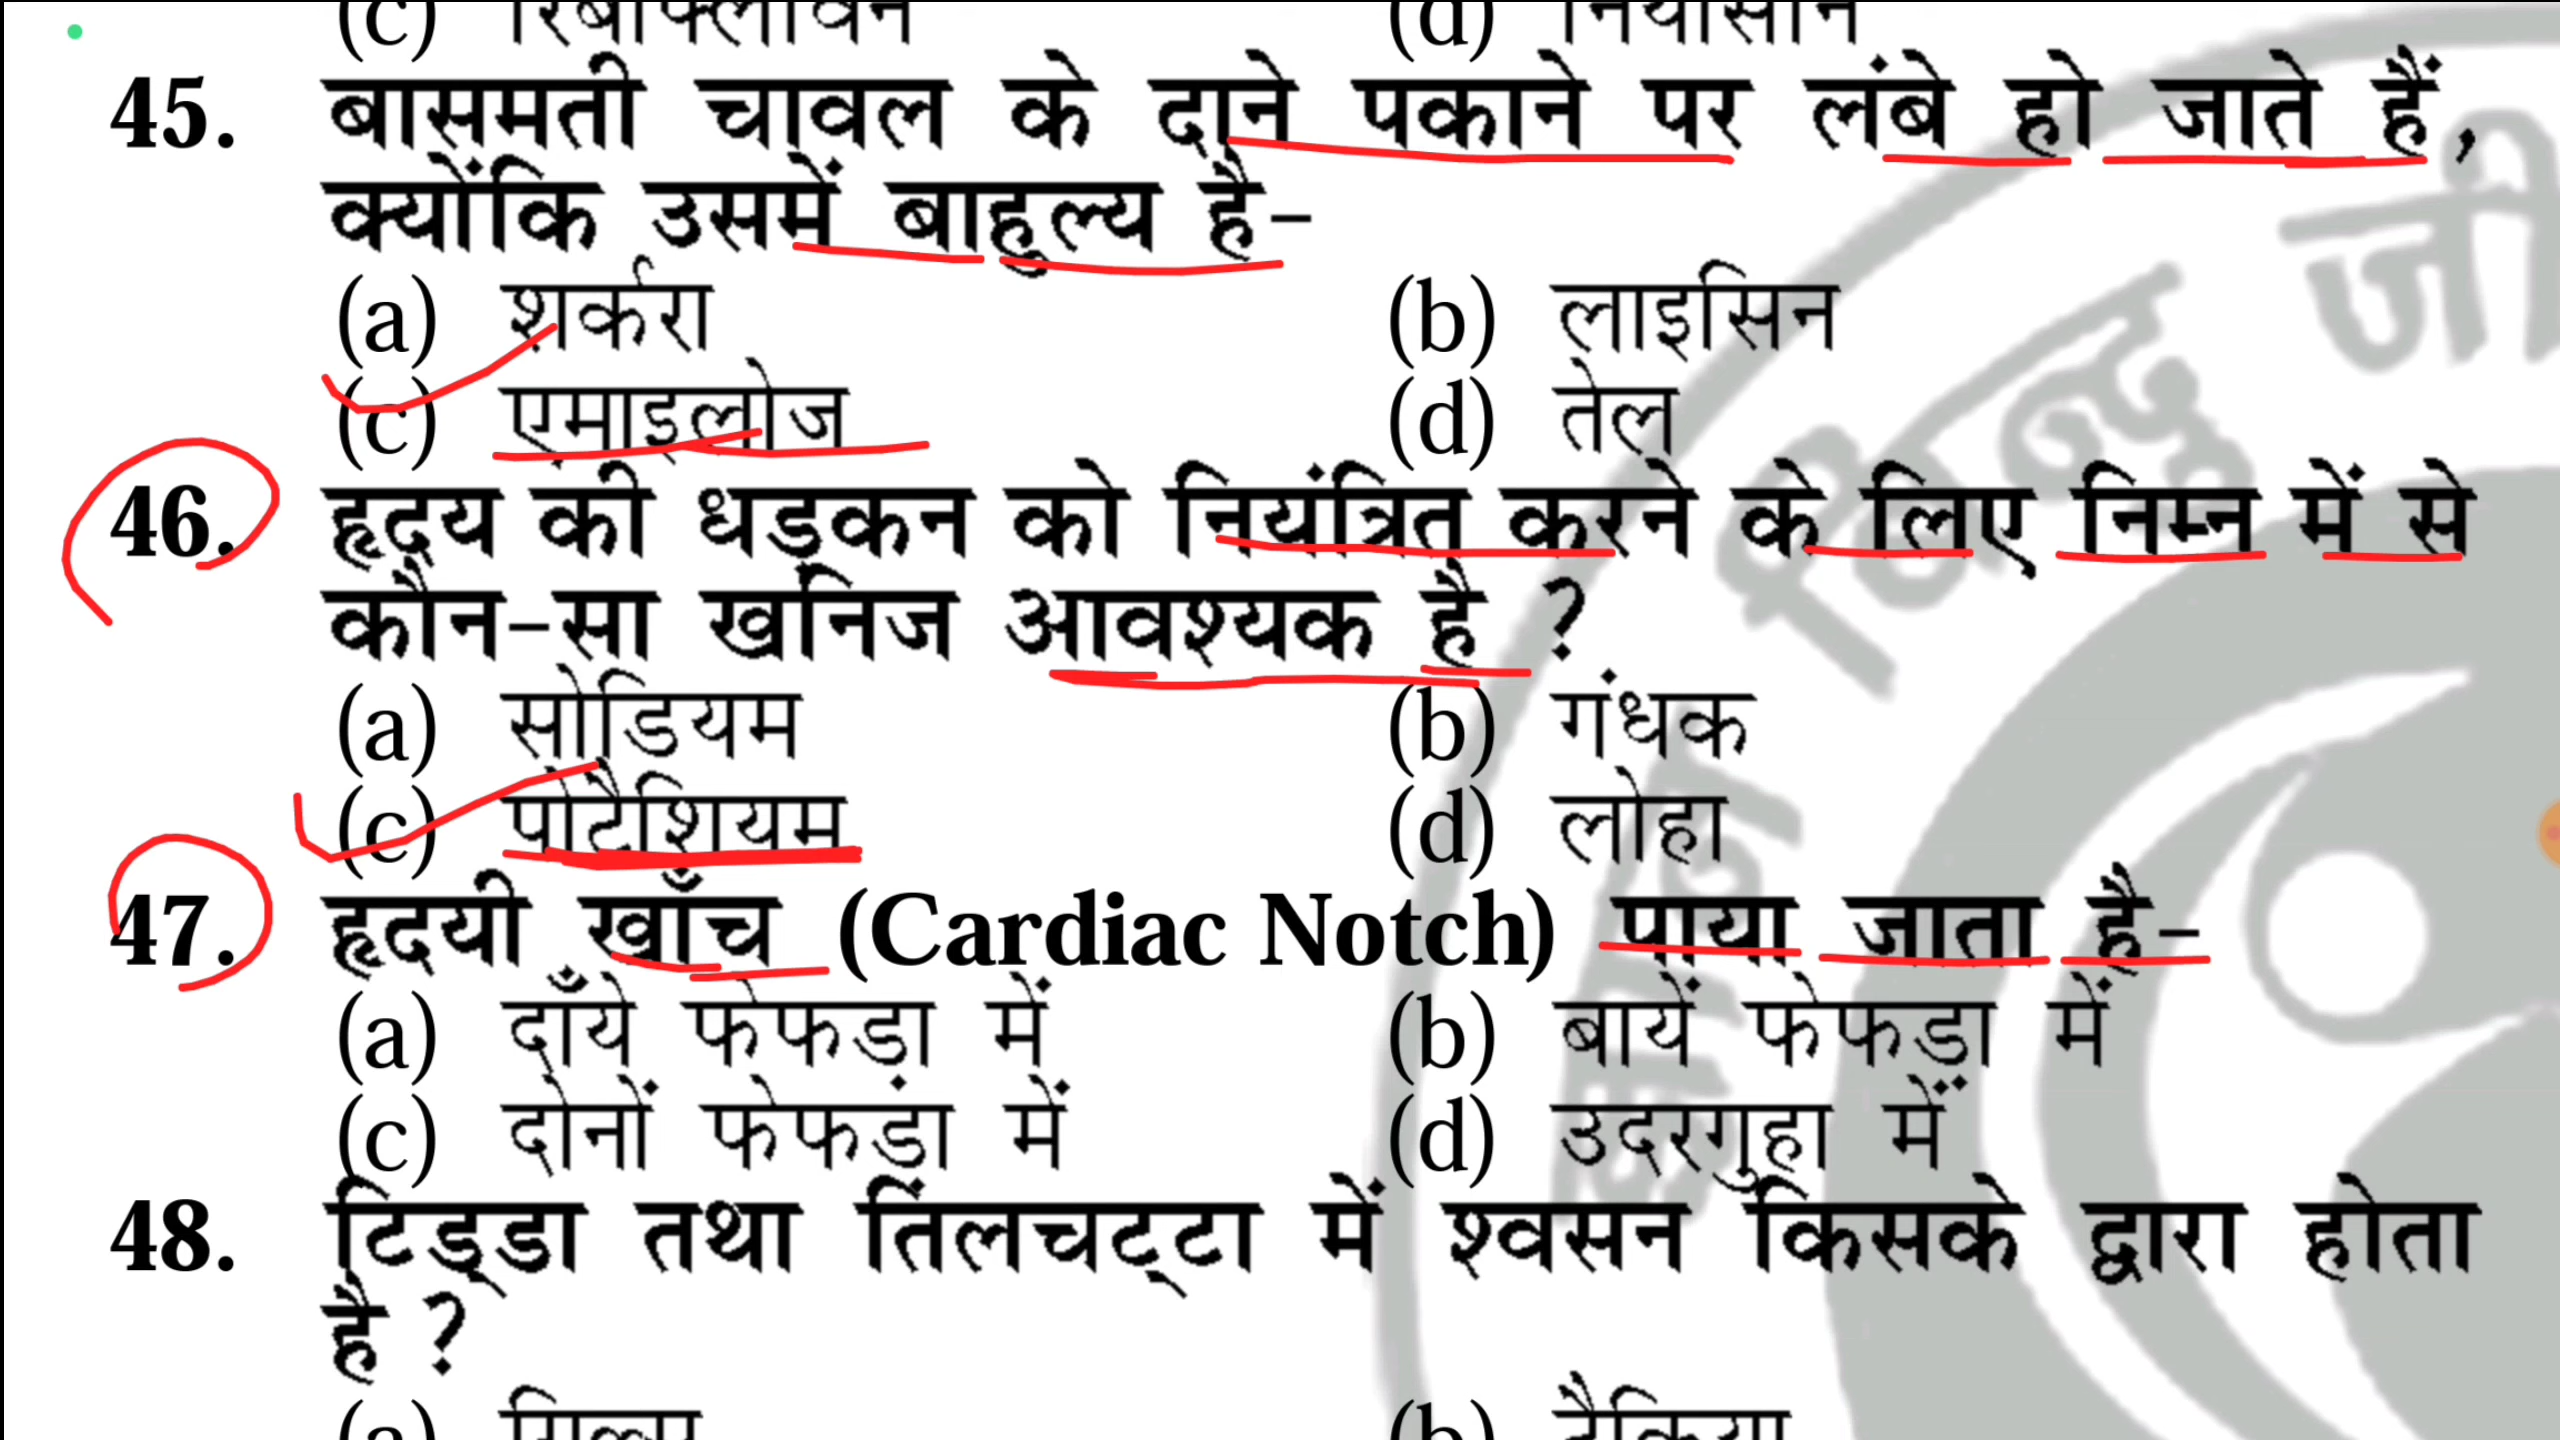 (c) रिबोफ्लेविन (d) नियासीन
45. बासमती चावल के दाने पकाने पर लंबे हो जाते हैं,
क्योंकि उसमें बाहुल्य है-
(a) शर्करा (b) लाइसिन
(c) एमाइलोज (d) तेल
46. हृदय की धड़कन को नियंत्रित करने के लिए निम्न में से
कौन-सा खनिज आवश्यक है ?
(a) सोडियम (b) गंधक
(c) पोटैशियम (d) लोहा
47. हृदयी खाँच (Cardiac Notch) पाया जाता है-
(a) दाँये फेफड़ा में (b) बायें फेफड़ा में
(c) दोनों फेफड़ां में (d) उदरगुहा में
48. टिड्डा तथा तिंलचट्टा में श्वसन किसके द्वारा होता
है ?
(a) (b)